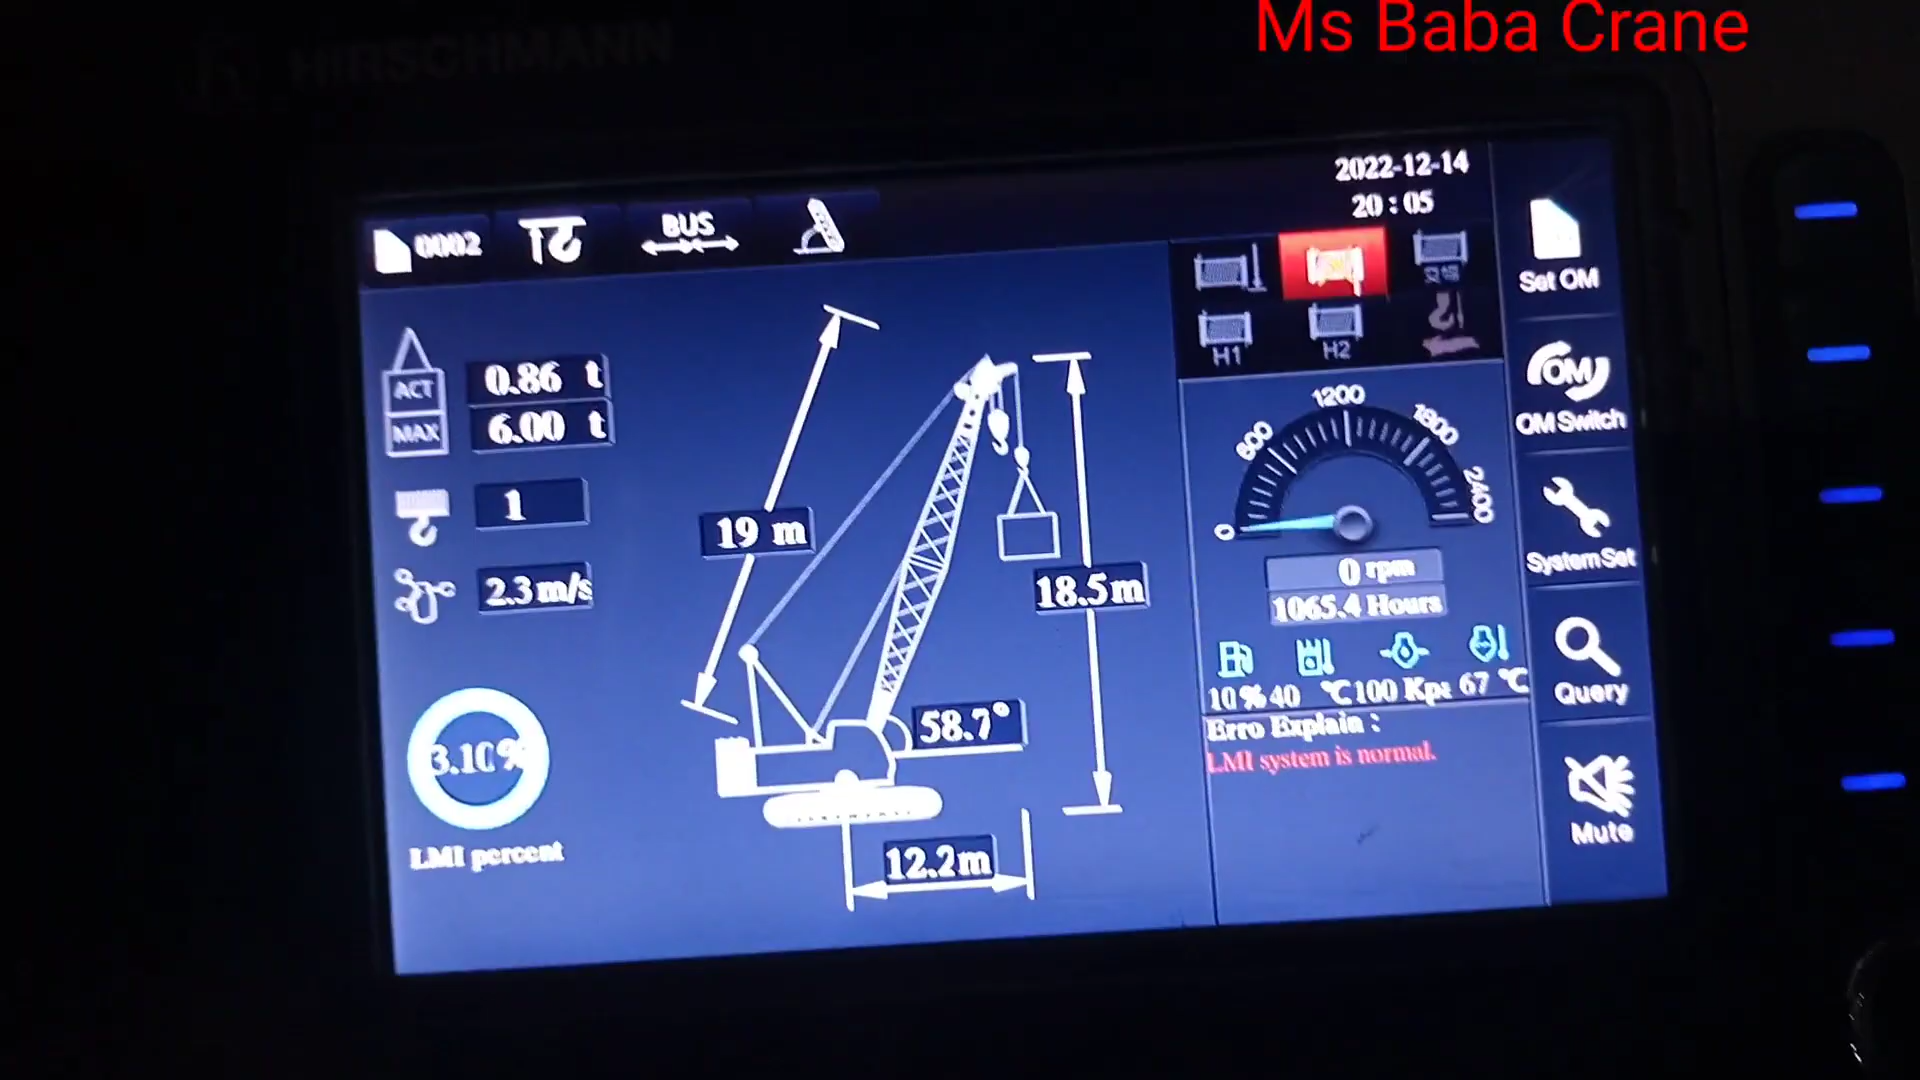 Ms Baba Crane
HIRSCHMANN
2022-12-14
20 : 05
0002
BUS
Set OM
ACT
0.86 t
MAX
6.00 t
H1
H2
OM Switch
0
600
1200
1800
2400
1
19 m
2.3 m/s
18.5m
0 rpm
1065.4 Hours
System Set
10 % 40 ℃ 100 Kpa 67 ℃
Query
58.7°
Erro Explain :
LMI system is normal.
3.10%
LMI percent
12.2m
Mute